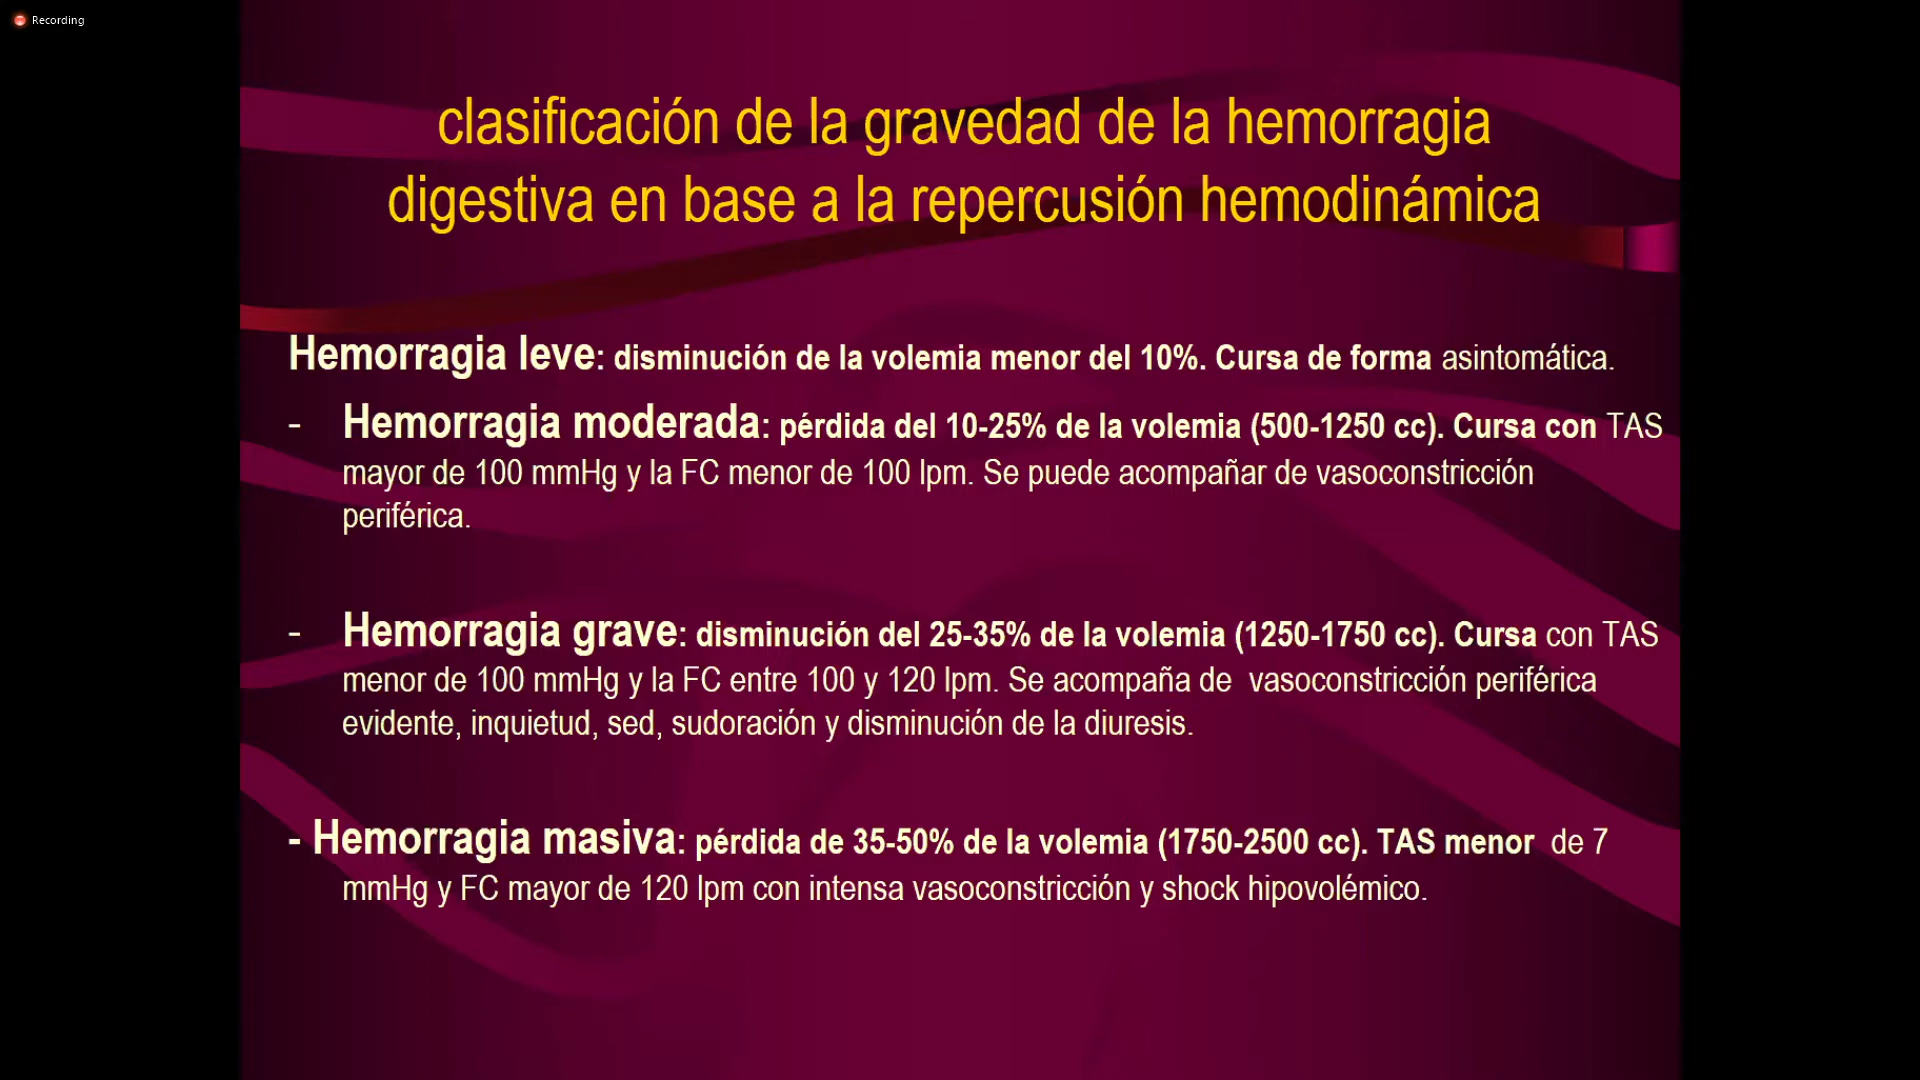 Recording
clasificación de la gravedad de la hemorragia
digestiva en base a la repercusión hemodinámica
Hemorragia leve: disminución de la volemia menor del 10%. Cursa de forma asintomática.
- Hemorragia moderada: pérdida del 10-25% de la volemia (500-1250 cc). Cursa con TAS
mayor de 100 mmHg y la FC menor de 100 lpm. Se puede acompañar de vasoconstricción
periférica.
- Hemorragia grave: disminución del 25-35% de la volemia (1250-1750 cc). Cursa con TAS
menor de 100 mmHg y la FC entre 100 y 120 lpm. Se acompaña de vasoconstricción periférica
evidente, inquietud, sed, sudoración y disminución de la diuresis.
- Hemorragia masiva: pérdida de 35-50% de la volemia (1750-2500 cc). TAS menor de 7
mmHg y FC mayor de 120 lpm con intensa vasoconstricción y shock hipovolémico.